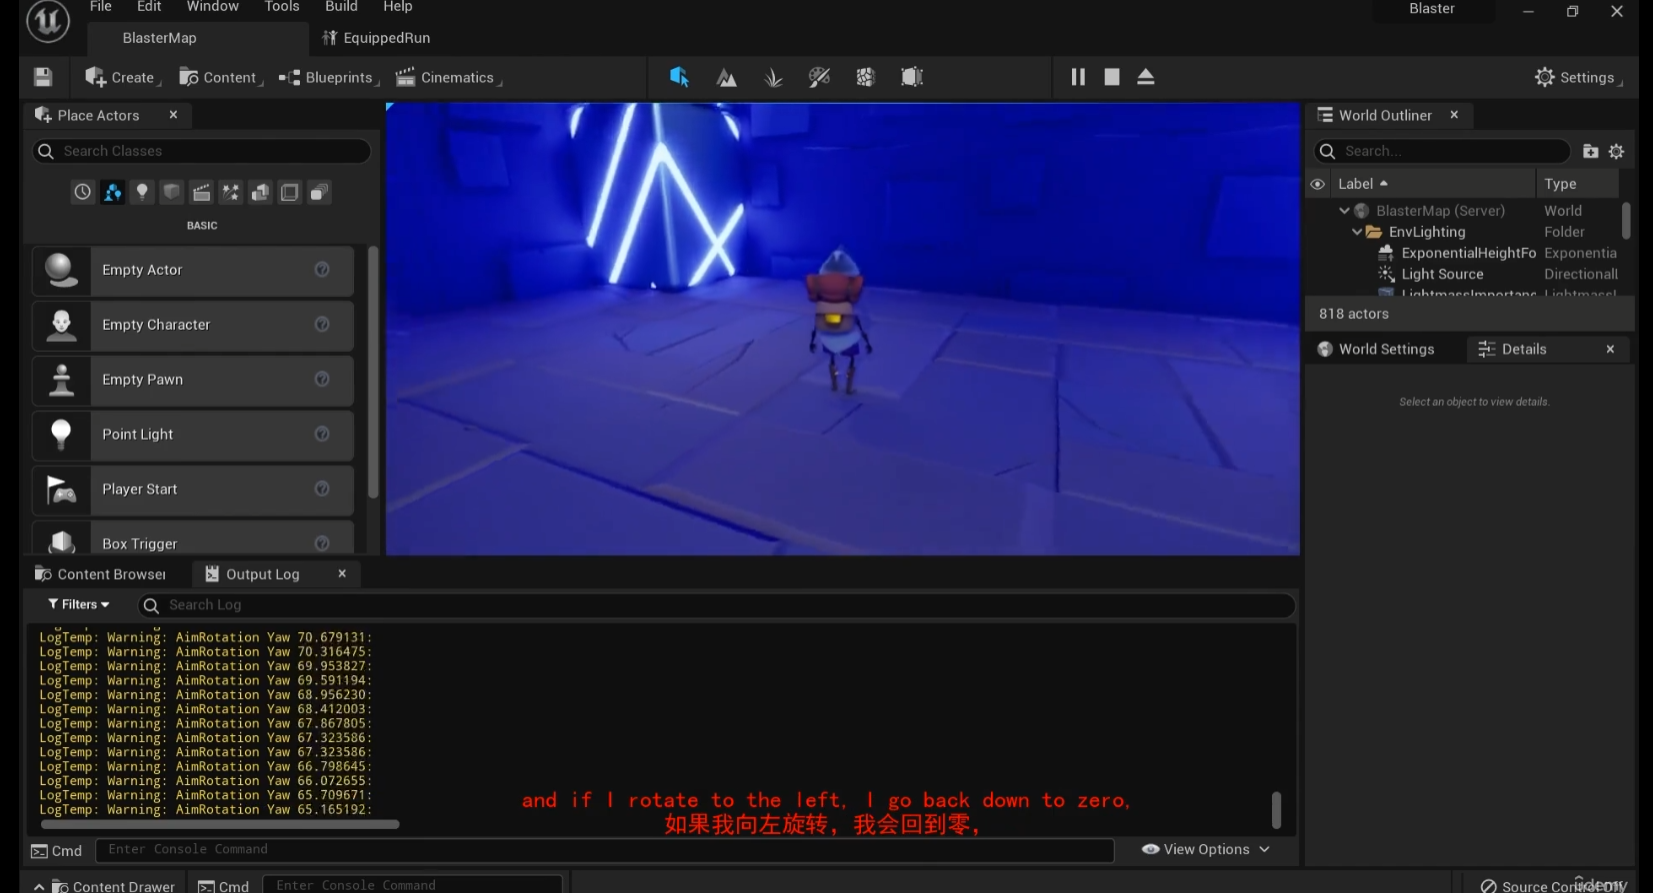 File Edit Window Tools Build Help
Blaster
BlasterMap
EquippedRun
Create
Content
Blueprints
Cinematics
Settings
Place Actors
Search Classes
BASIC
Empty Actor
Empty Character
Empty Pawn
Point Light
Player Start
Box Trigger
World Outliner
Search...
Label Type
BlasterMap (Server) World
EnvLighting Folder
ExponentialHeightFo Exponentia
Light Source Directionall
LightmassImportanc LightmassI
818 actors
World Settings
Details
Select an object to view details.
Content Browser
Output Log
Filters
Search Log
LogTemp: Warning: AimRotation Yaw 70.679131:
LogTemp: Warning: AimRotation Yaw 70.316475:
LogTemp: Warning: AimRotation Yaw 69.953827:
LogTemp: Warning: AimRotation Yaw 69.591194:
LogTemp: Warning: AimRotation Yaw 68.956230:
LogTemp: Warning: AimRotation Yaw 68.412003:
LogTemp: Warning: AimRotation Yaw 67.867805:
LogTemp: Warning: AimRotation Yaw 67.323586:
LogTemp: Warning: AimRotation Yaw 67.323586:
LogTemp: Warning: AimRotation Yaw 66.798645:
LogTemp: Warning: AimRotation Yaw 66.072655:
LogTemp: Warning: AimRotation Yaw 65.709671:
LogTemp: Warning: AimRotation Yaw 65.165192:
and if I rotate to the left, I go back down to zero,
如果我向左旋转，我会回到零，
Cmd
Enter Console Command
View Options
Content Drawer
Cmd
Enter Console Command
Source Control Off
ûdemy